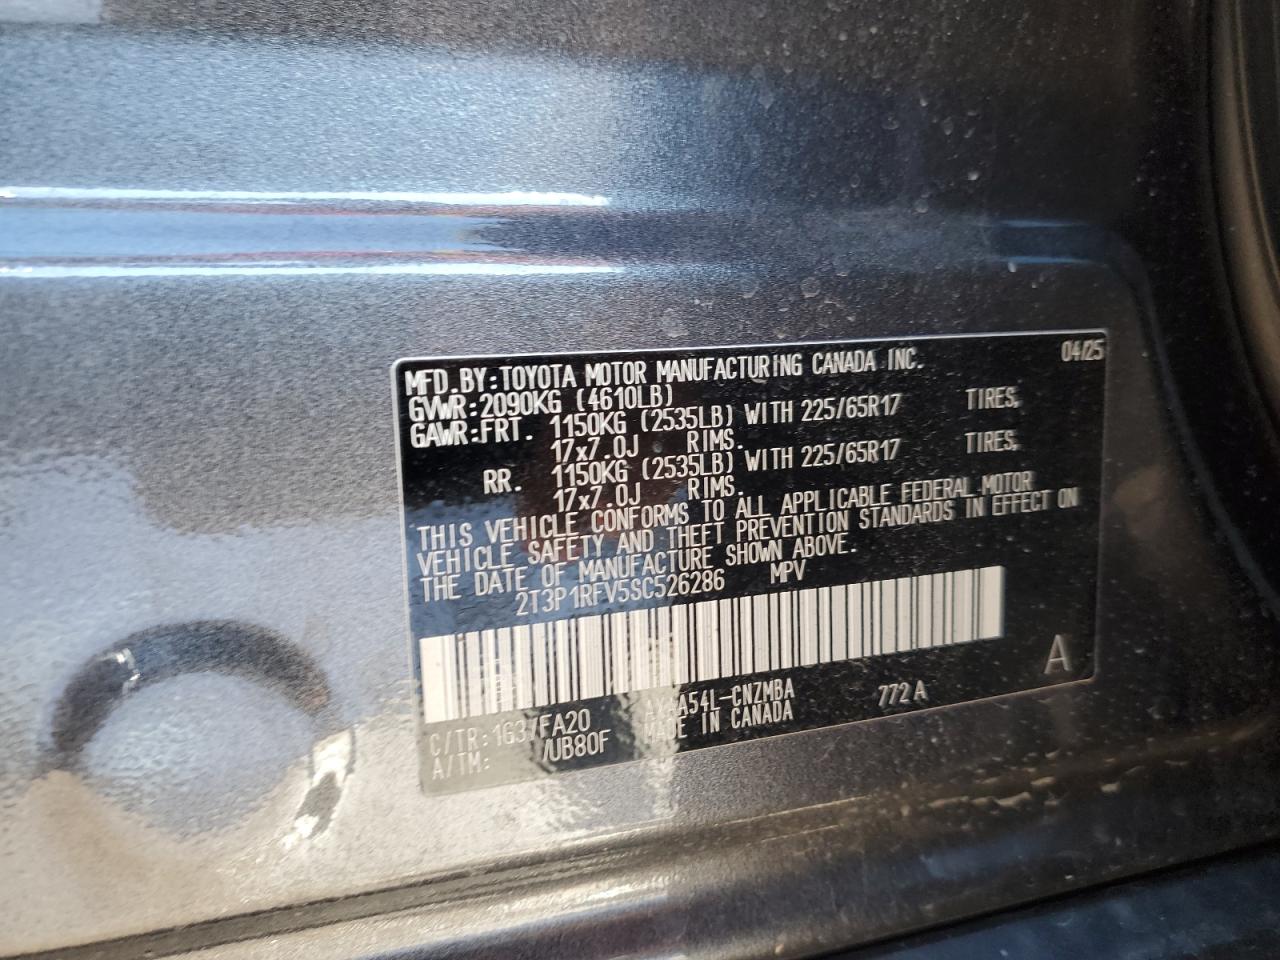 MFD.BY:TOYOTA MOTOR MANUFACTURING CANADA INC. 04/25
GVWR:2090KG (4610LB)
GAWR:FRT. 1150KG (2535LB) WITH 225/65R17 TIRES,
17x7.0J RIMS.
RR. 1150KG (2535LB) WITH 225/65R17 TIRES,
17x7.0J RIMS.
THIS VEHICLE CONFORMS TO ALL APPLICABLE FEDERAL MOTOR
VEHICLE SAFETY AND THEFT PREVENTION STANDARDS IN EFFECT ON
THE DATE OF MANUFACTURE SHOWN ABOVE.
2T3P1RFV5SC526286 MPV
A
C/TR:1G37FA20 772A
A/TM: /UB80F MADE IN CANADA